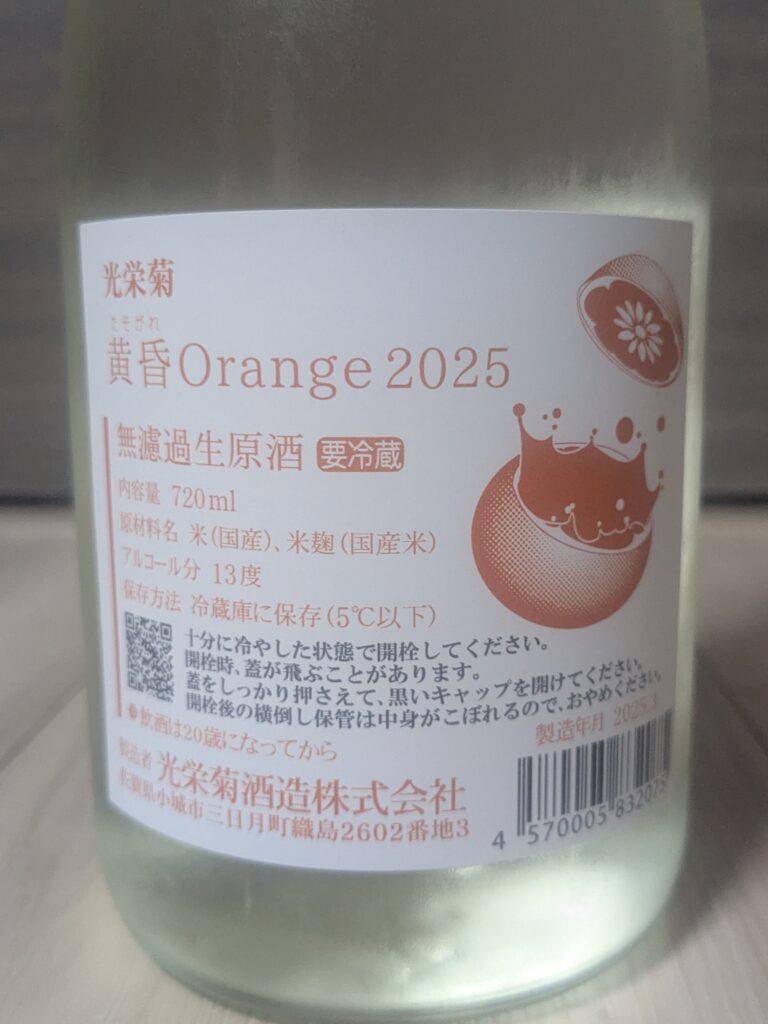 光栄菊
たそがれ
黄昏Orange 2025
無濾過生原酒 要冷蔵
内容量 720ml
原材料名 米(国産)、米麹(国産米)
アルコール分 13度
保存方法 冷蔵庫に保存(5℃以下)
十分に冷やした状態で開栓してください。
開栓時、蓋が飛ぶことがあります。
蓋をしっかり押さえて、黒いキャップを開けてください。
開栓後の横倒し保管は中身がこぼれるので、おやめください。
飲酒は20歳になってから
製造年月 2025.3
製造者 光栄菊酒造株式会社
佐賀県小城市三日月町織島2602番地3
4 570005 832075